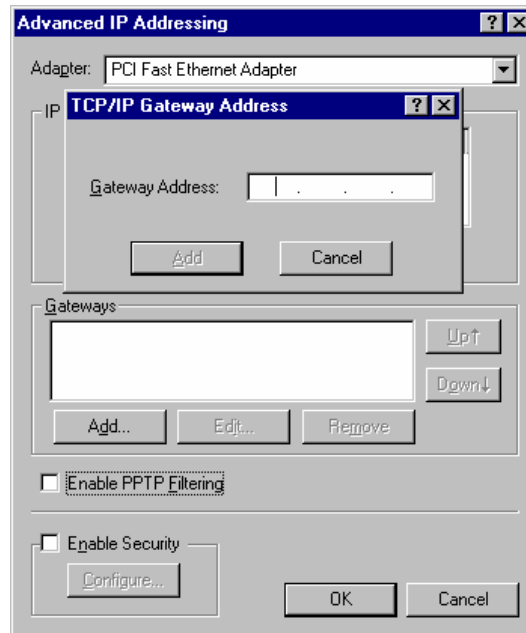 Advanced IP Addressing
Adapter: PCI Fast Ethernet Adapter
IP TCP/IP Gateway Address
Gateway Address: . . .
Add Cancel
Gateways
Up↑
Down↓
Add... Edit... Remove
Enable PPTP Filtering
Enable Security
Configure...
OK Cancel